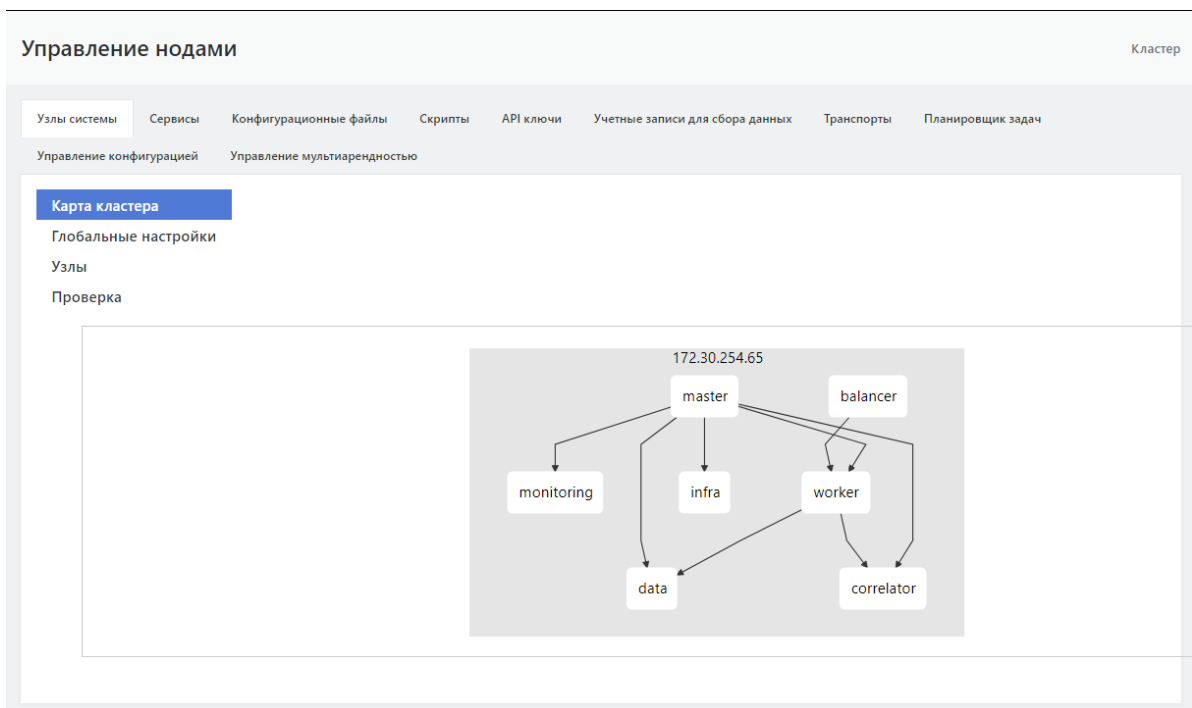 Управление нодами
Кластер
Узлы системы Сервисы Конфигурационные файлы Скрипты API ключи Учетные записи для сбора данных Транспорты Планировщик задач
Управление конфигурацией Управление мультиарендностью
Карта кластера
Глобальные настройки
Узлы
Проверка
172.30.254.65
master balancer
monitoring infra worker
data correlator